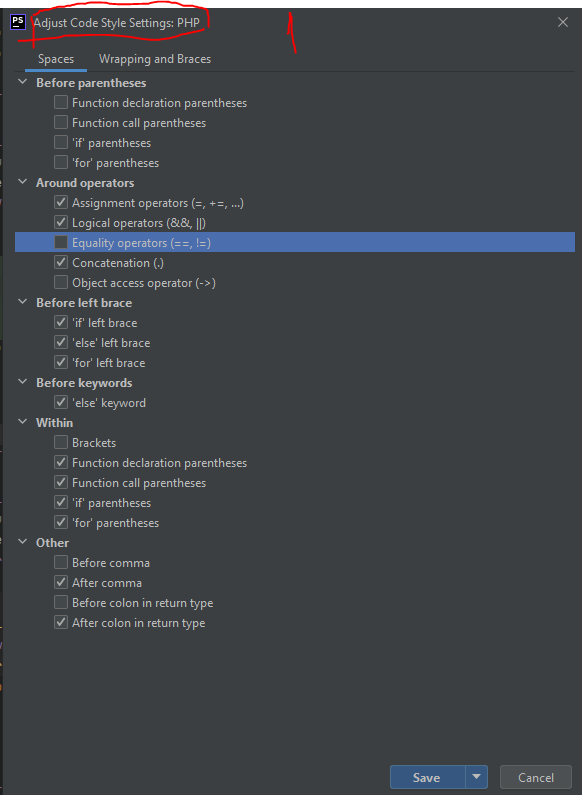 PS Adjust Code Style Settings: PHP
Spaces Wrapping and Braces
Before parentheses
Function declaration parentheses
Function call parentheses
'if' parentheses
'for' parentheses
Around operators
Assignment operators (=, +=, ...)
Logical operators (&&, ||)
Equality operators (==, !=)
Concatenation (.)
Object access operator (->)
Before left brace
'if' left brace
'else' left brace
'for' left brace
Before keywords
'else' keyword
Within
Brackets
Function declaration parentheses
Function call parentheses
'if' parentheses
'for' parentheses
Other
Before comma
After comma
Before colon in return type
After colon in return type
Save Cancel